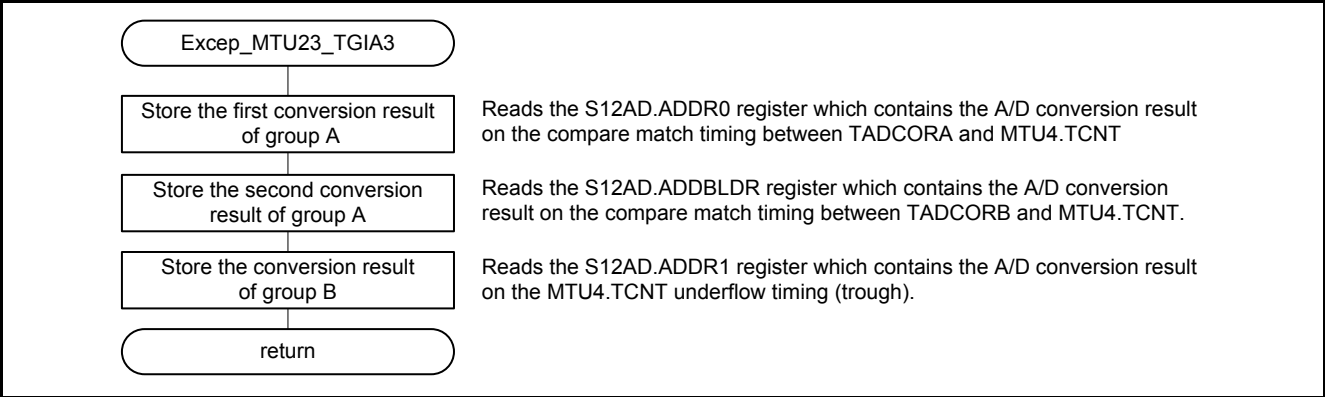 Excep_MTU23_TGIA3
Store the first conversion result
of group A
Reads the S12AD.ADDR0 register which contains the A/D conversion result
on the compare match timing between TADCORA and MTU4.TCNT
Store the second conversion
result of group A
Reads the S12AD.ADDBLDR register which contains the A/D conversion
result on the compare match timing between TADCORB and MTU4.TCNT.
Store the conversion result
of group B
Reads the S12AD.ADDR1 register which contains the A/D conversion result
on the MTU4.TCNT underflow timing (trough).
return